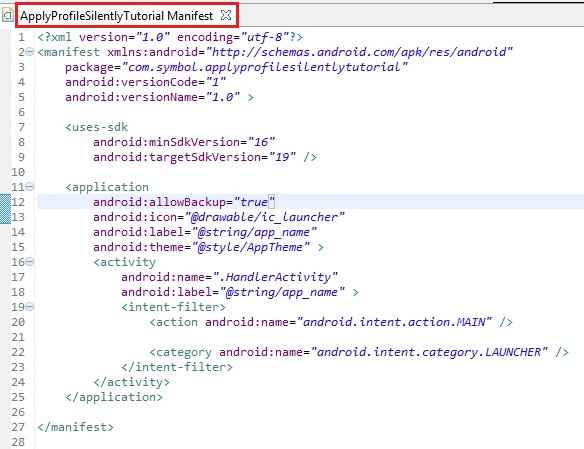 ApplyProfileSilentlyTutorial Manifest
1 <?xml version="1.0" encoding="utf-8"?>
2 <manifest xmlns:android="http://schemas.android.com/apk/res/android"
3     package="com.symbol.applyprofilesilentlytutorial"
4     android:versionCode="1"
5     android:versionName="1.0" >
6
7     <uses-sdk
8         android:minSdkVersion="16"
9         android:targetSdkVersion="19" />
10
11     <application
12         android:allowBackup="true"
13         android:icon="@drawable/ic_launcher"
14         android:label="@string/app_name"
15         android:theme="@style/AppTheme" >
16         <activity
17             android:name=".HandlerActivity"
18             android:label="@string/app_name" >
19             <intent-filter>
20                 <action android:name="android.intent.action.MAIN" />
21
22                 <category android:name="android.intent.category.LAUNCHER" />
23             </intent-filter>
24         </activity>
25     </application>
26
27 </manifest>
28